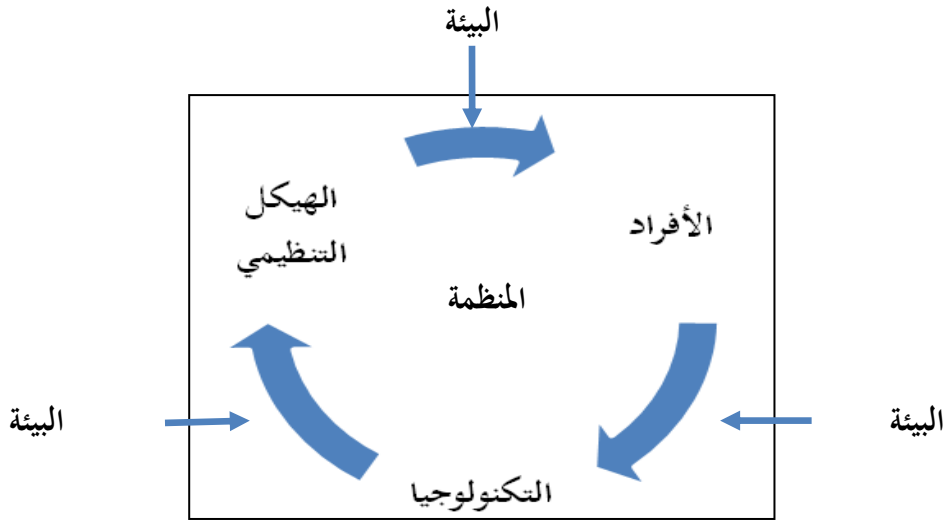 البيئة
الهيكل
التنظيمي
الأفراد
المنظمة
البيئة
البيئة
التكنولوجيا